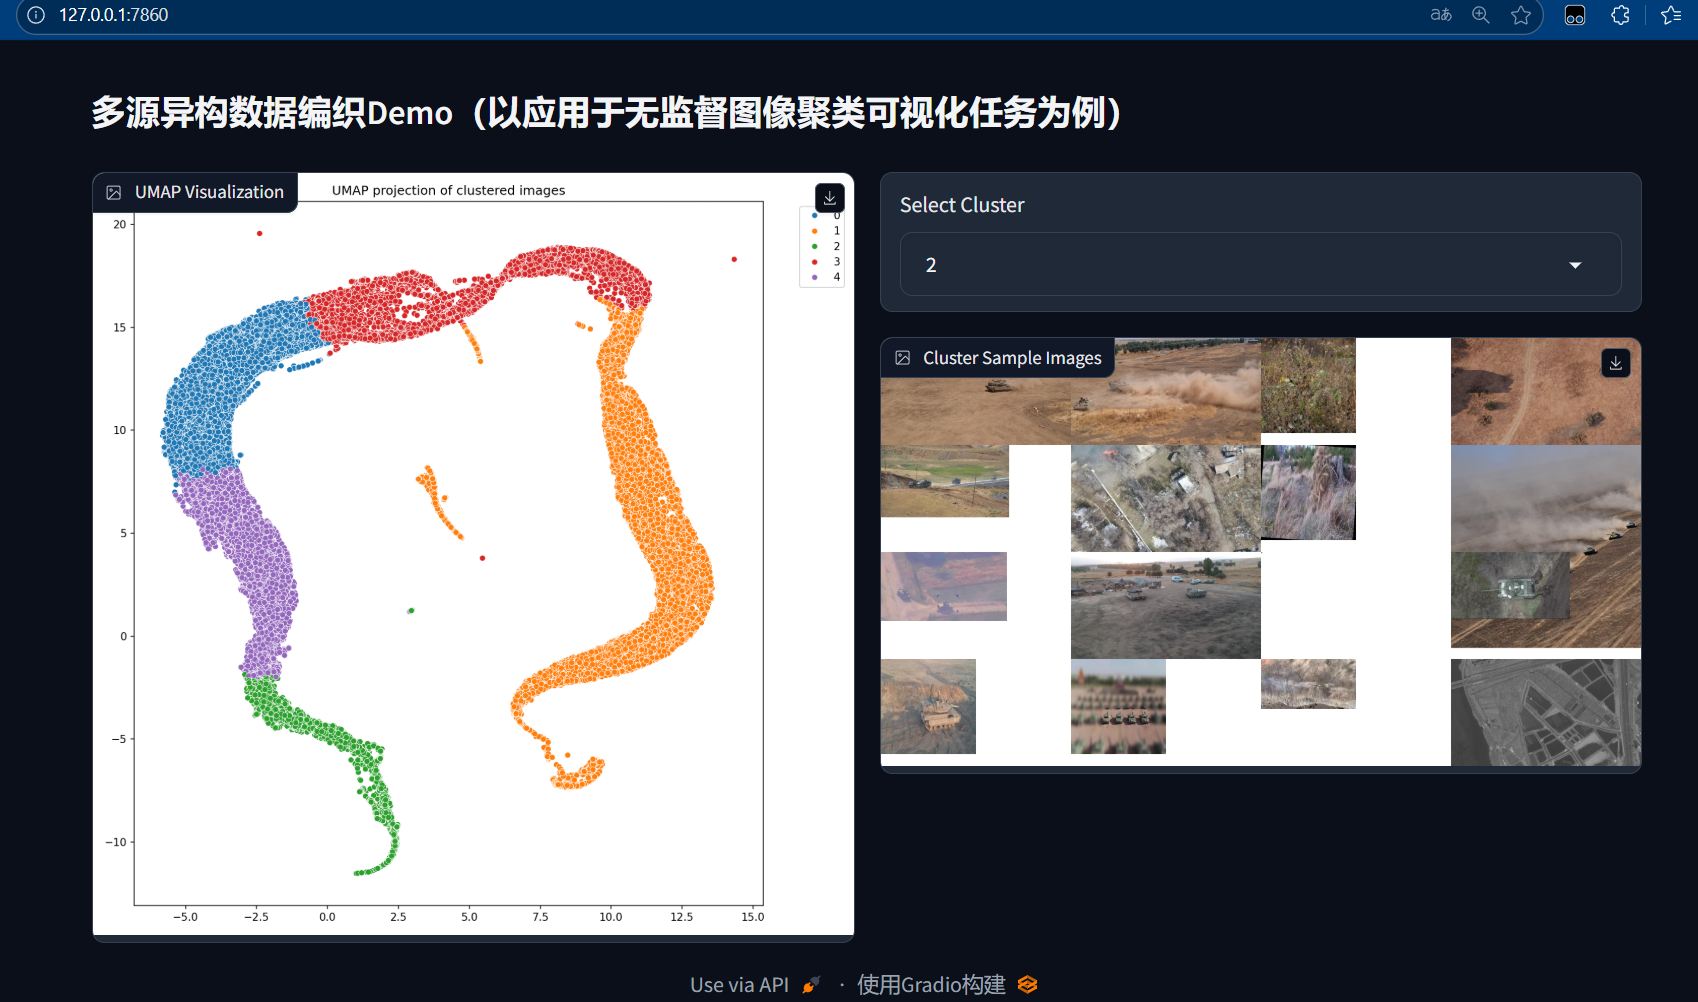 127.0.0.1:7860
aあ
多源异构数据编织Demo（以应用于无监督图像聚类可视化任务为例）
UMAP Visualization
UMAP projection of clustered images
0
1
2
3
4
20
15
10
5
0
−5
−10
−5.0 −2.5 0.0 2.5 5.0 7.5 10.0 12.5 15.0
Select Cluster
2
Cluster Sample Images
Use via API · 使用Gradio构建